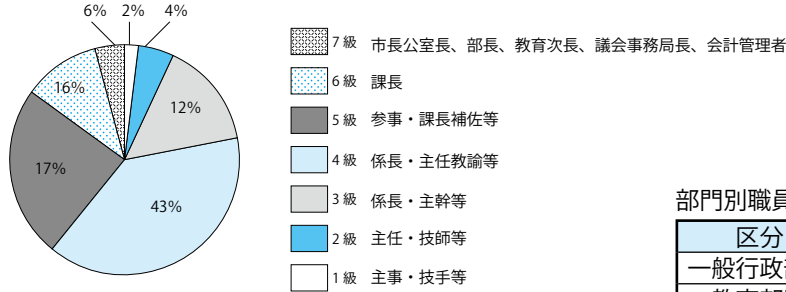 6% 2% 4%
16%
12%
17%
43%
7級 市長公室長、部長、教育次長、議会事務局長、会計管理者
6級 課長
5級 参事・課長補佐等
4級 係長・主任教諭等
3級 係長・主幹等
2級 主任・技師等
1級 主事・技手等
部門別職員
区分
一般行政